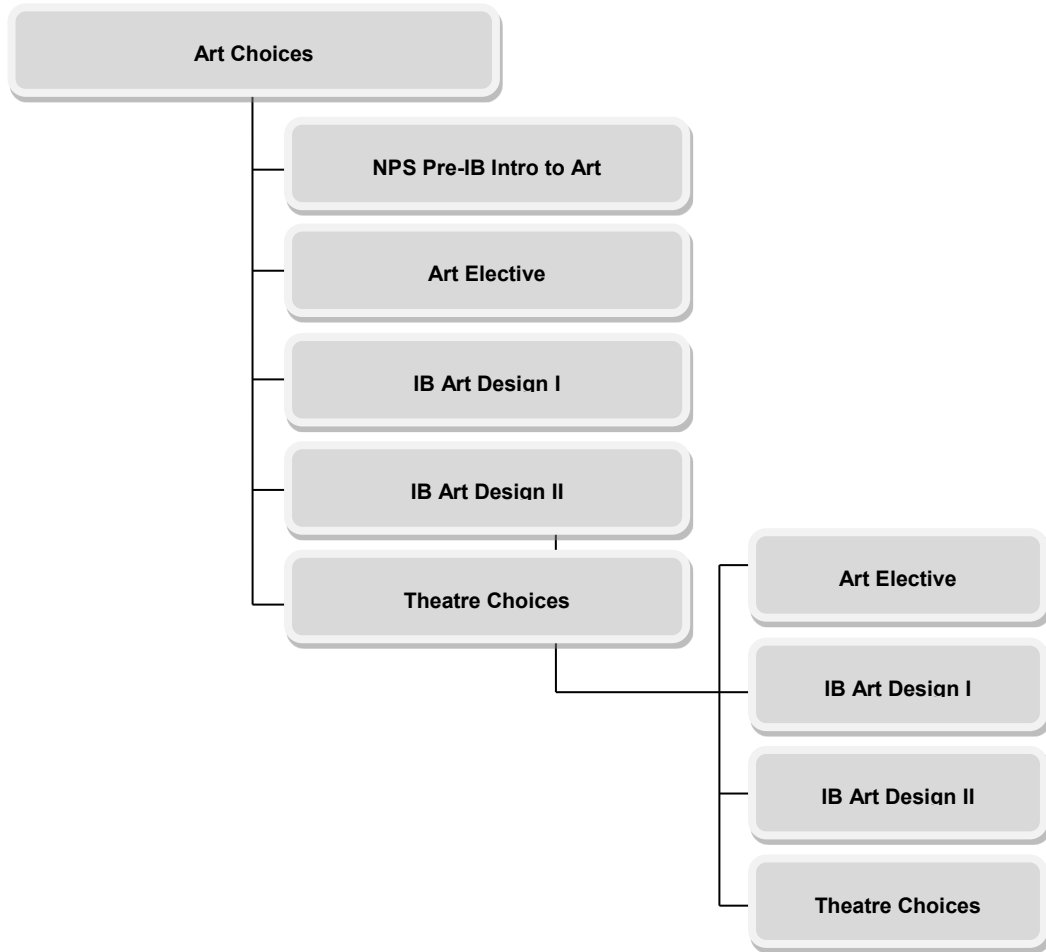 Art Choices
NPS Pre-IB Intro to Art
Art Elective
IB Art Design I
IB Art Design II
Theatre Choices
Art Elective
IB Art Design I
IB Art Design II
Theatre Choices